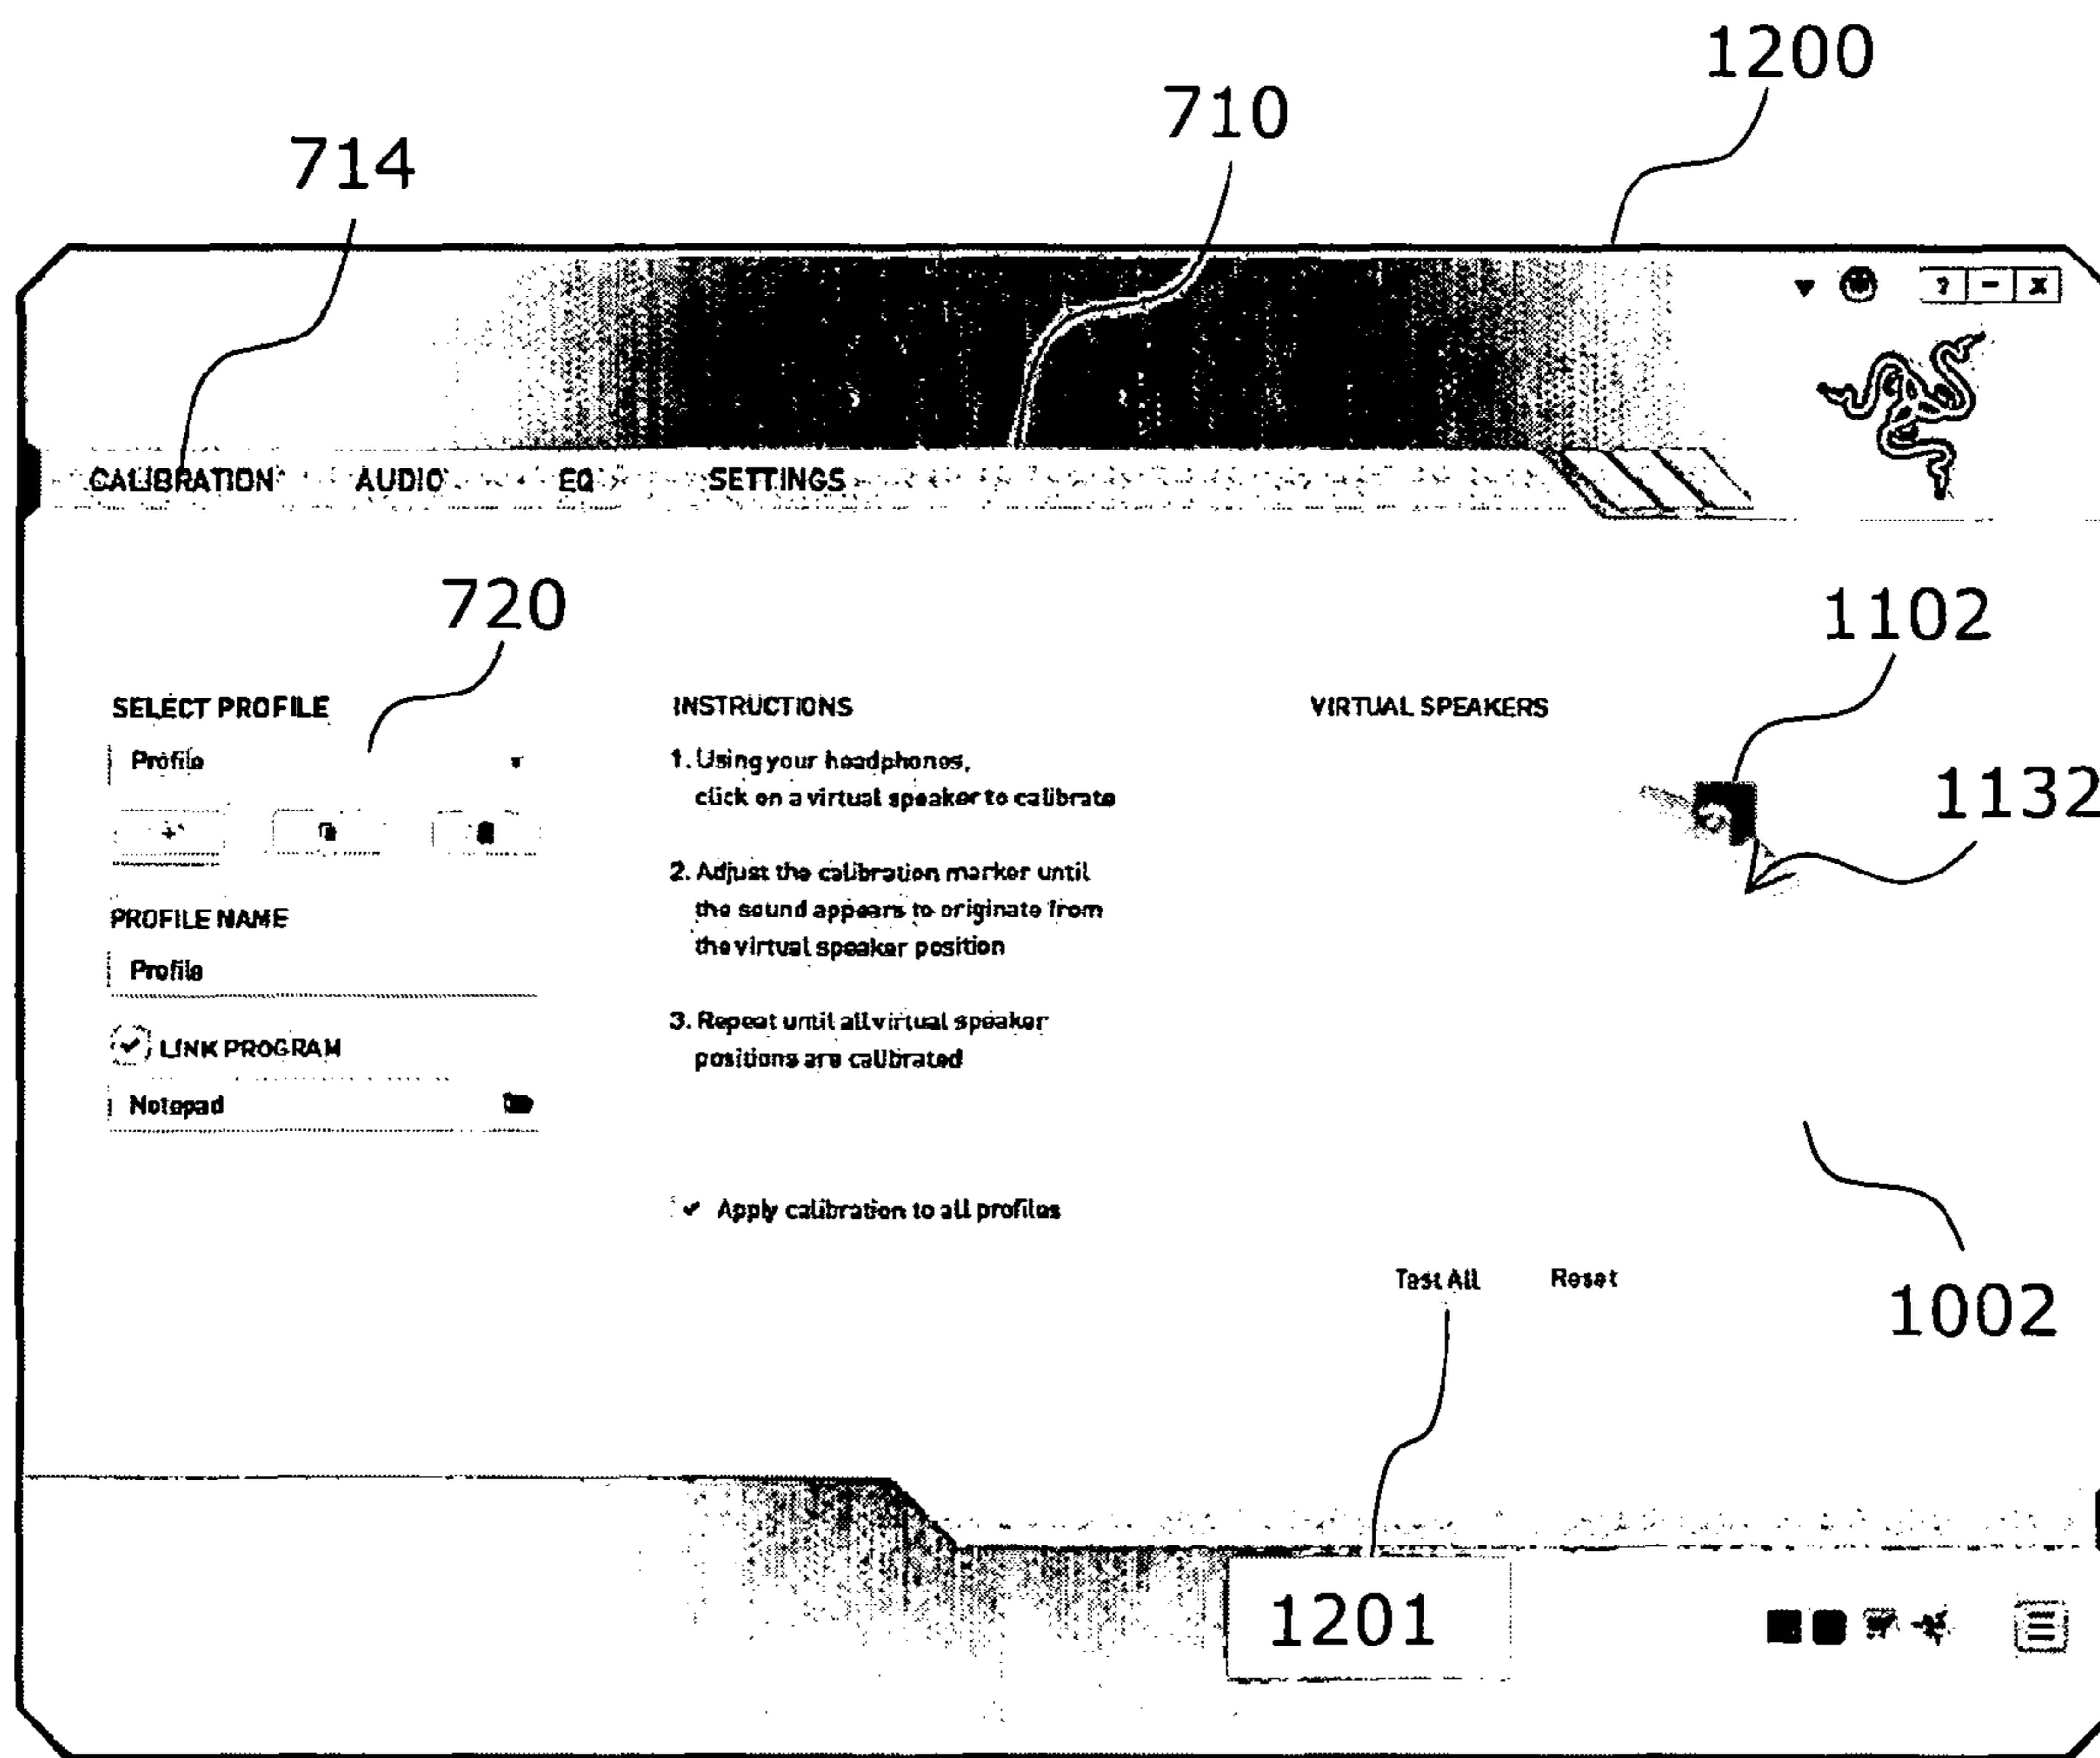 1200
710
714
? - X
CALIBRATION AUDIO EQ SETTINGS
720
1102
SELECT PROFILE
Profile
PROFILE NAME
Profile
LINK PROGRAM
Notepad
INSTRUCTIONS
1. Using your headphones,
click on a virtual speaker to calibrate
2. Adjust the calibration marker until
the sound appears to originate from
the virtual speaker position
3. Repeat until all virtual speaker
positions are calibrated
Apply calibration to all profiles
VIRTUAL SPEAKERS
1132
1002
Test All Reset
1201